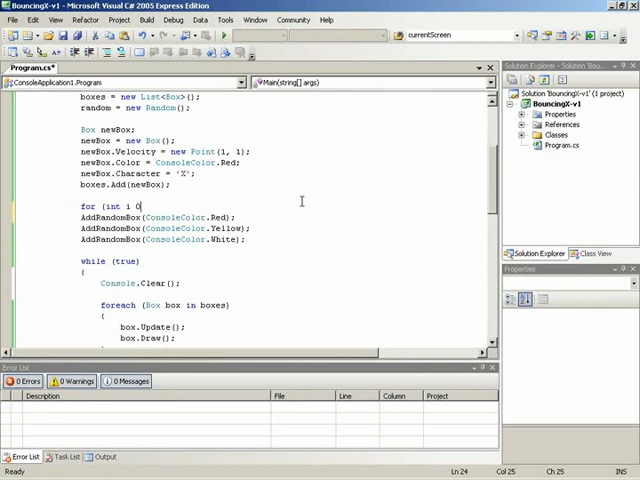 BouncingX-v1 - Microsoft Visual C# 2005 Express Edition
File Edit View Refactor Project Build Debug Data Tools Window Community Help
currentScreen
Program.cs*
ConsoleApplication1.Program
Main(string[] args)
boxes = new List<Box>();
random = new Random();
Box newBox;
newBox = new Box();
newBox.Velocity = new Point(1, 1);
newBox.Color = ConsoleColor.Red;
newBox.Character = 'X';
boxes.Add(newBox);
for (int i 0
AddRandomBox(ConsoleColor.Red);
AddRandomBox(ConsoleColor.Yellow);
AddRandomBox(ConsoleColor.White);
while (true)
{
Console.Clear();
foreach (Box box in boxes)
{
box.Update();
box.Draw();
Solution Explorer - Solution 'Bou...
Solution 'BouncingX-v1' (1 project)
BouncingX-v1
Properties
References
Classes
Program.cs
Solution Explorer Class View
Properties
Error List
0 Errors 0 Warnings 0 Messages
Description File Line Column Project
Error List Task List Output
Ready Ln 24 Col 25 Ch 25 INS